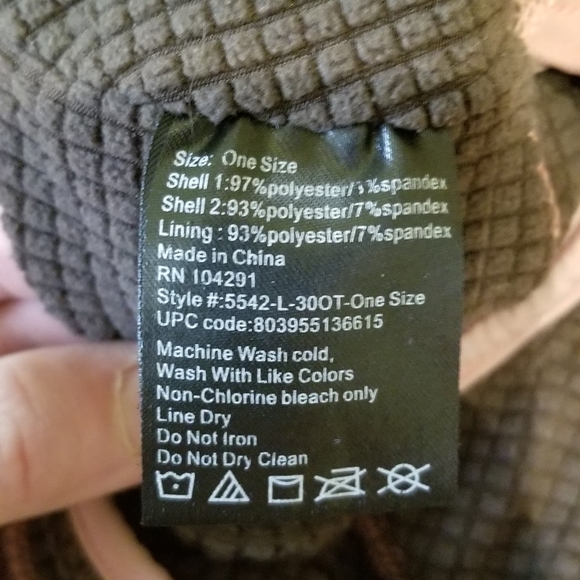 Size: One Size
Shell 1:97%polyester/3%spandex
Shell 2:93%polyester/7%spandex
Lining : 93%polyester/7%spandex
Made in China
RN 104291
Style #:5542-L-30OT-One Size
UPC code:803955136615
Machine Wash cold,
Wash With Like Colors
Non-Chlorine bleach only
Line Dry
Do Not Iron
Do Not Dry Clean